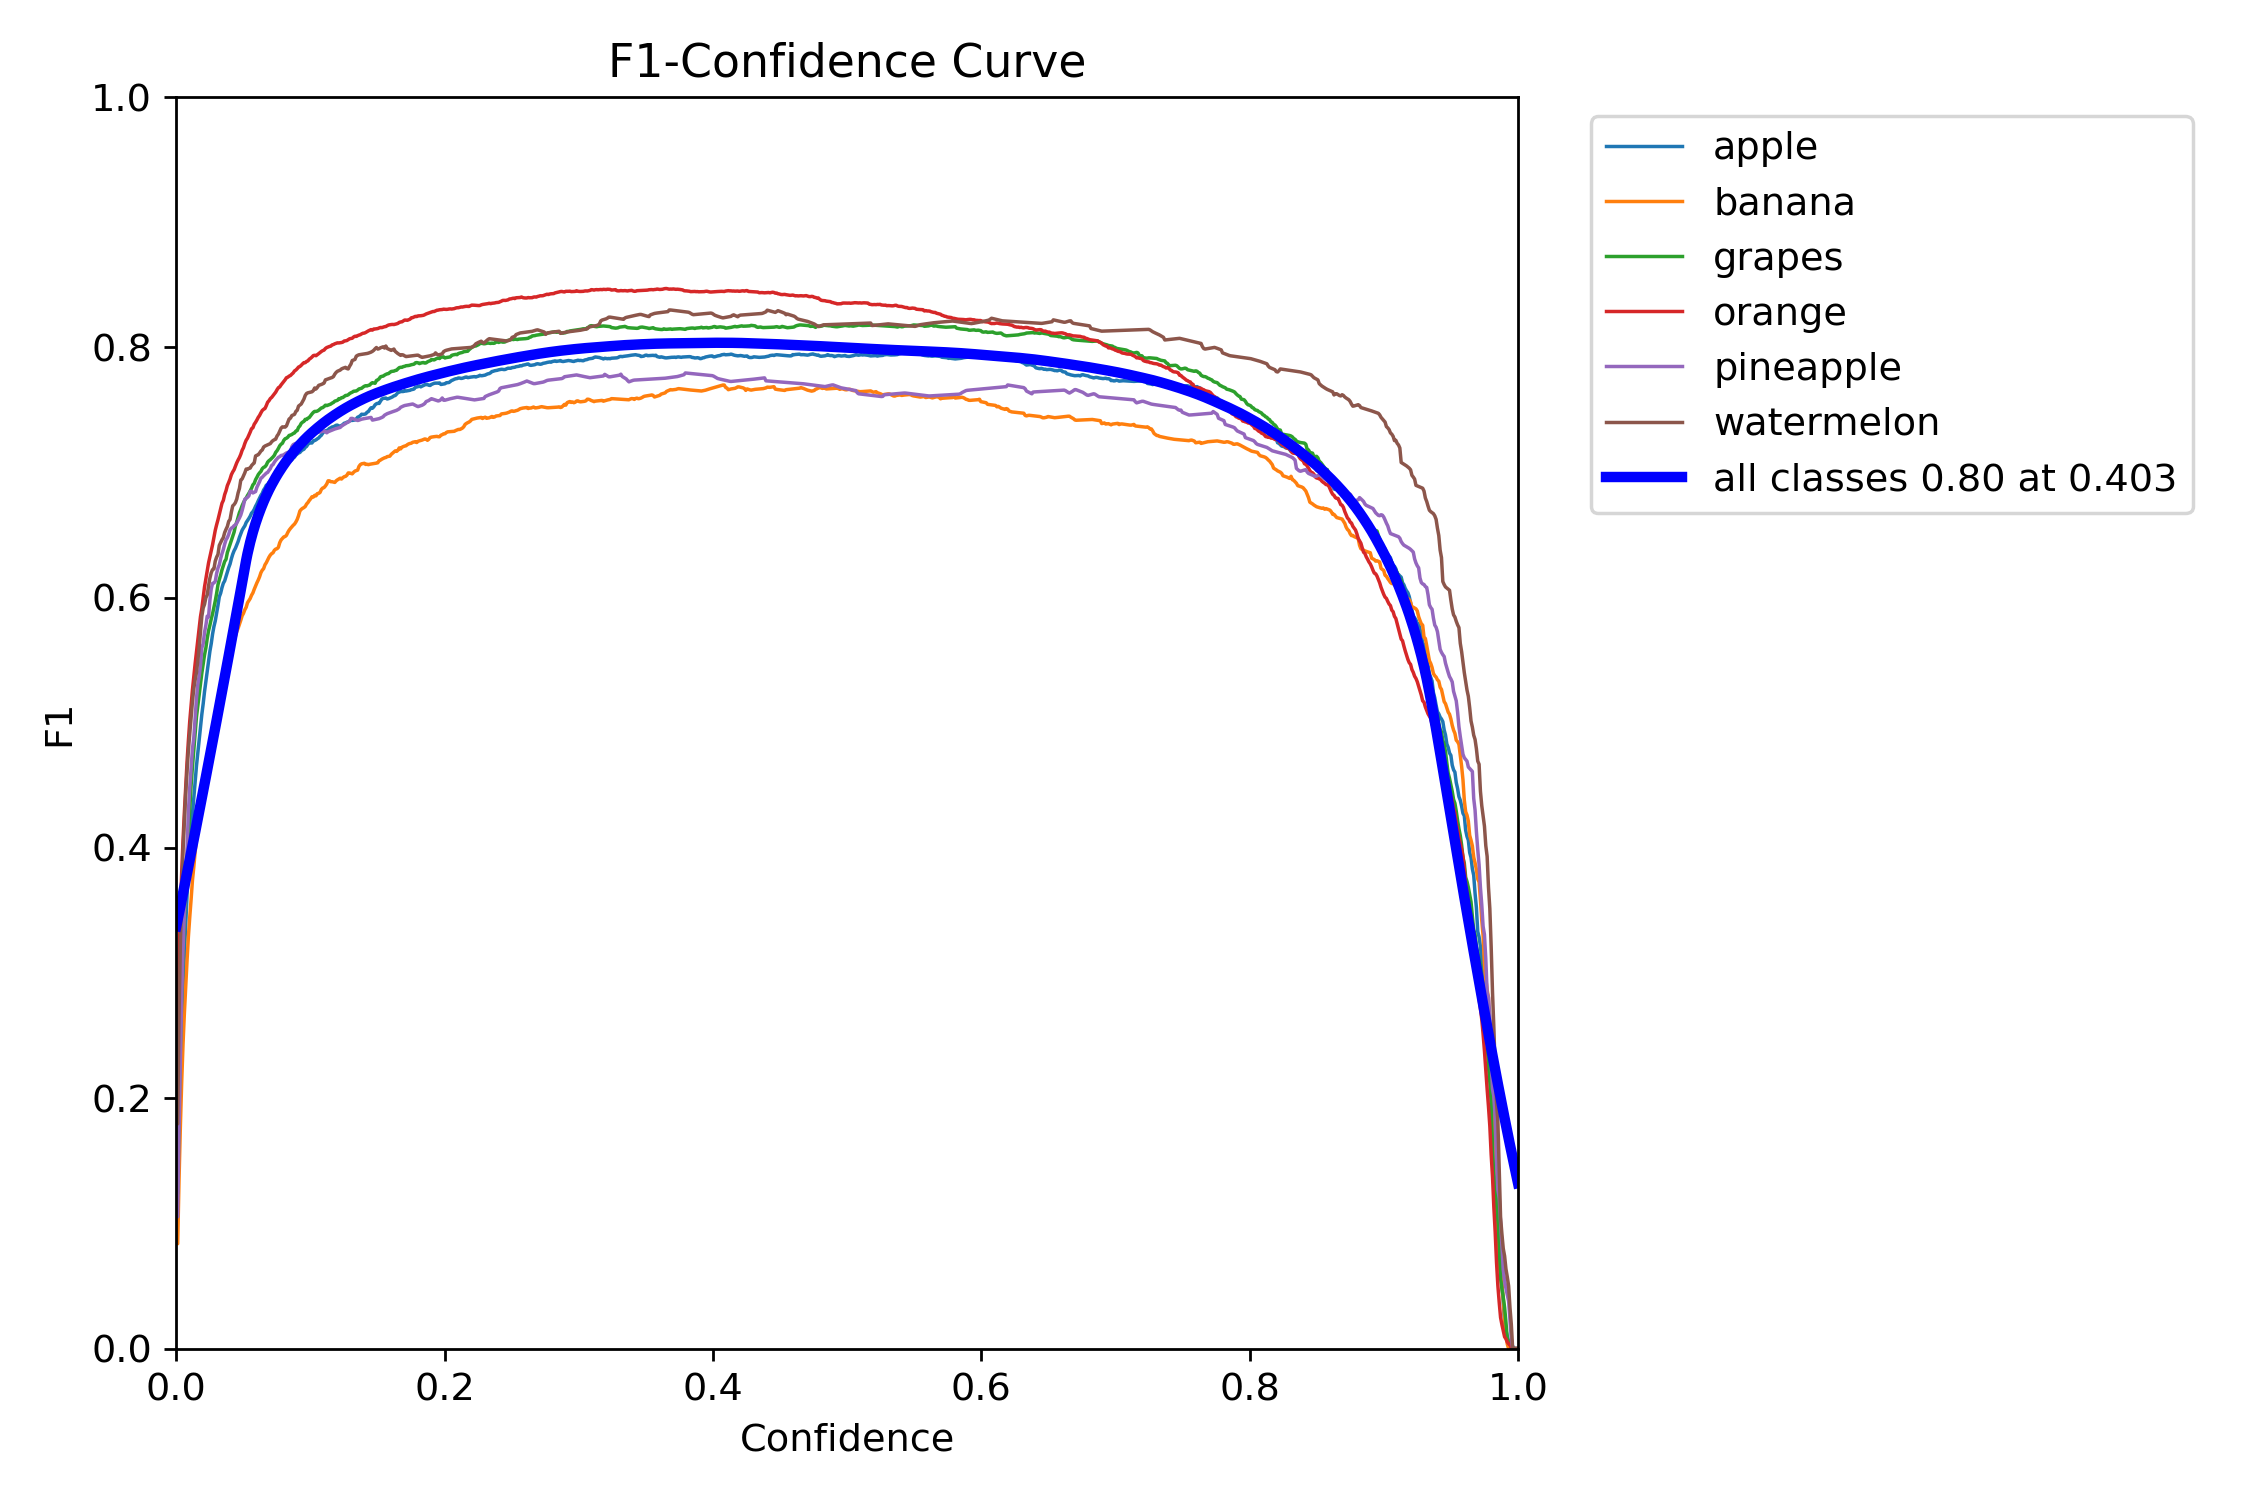 F1-Confidence Curve
1.0
0.8
0.6
0.4
0.2
0.0
F1
0.0 0.2 0.4 0.6 0.8 1.0
Confidence
apple
banana
grapes
orange
pineapple
watermelon
all classes 0.80 at 0.403